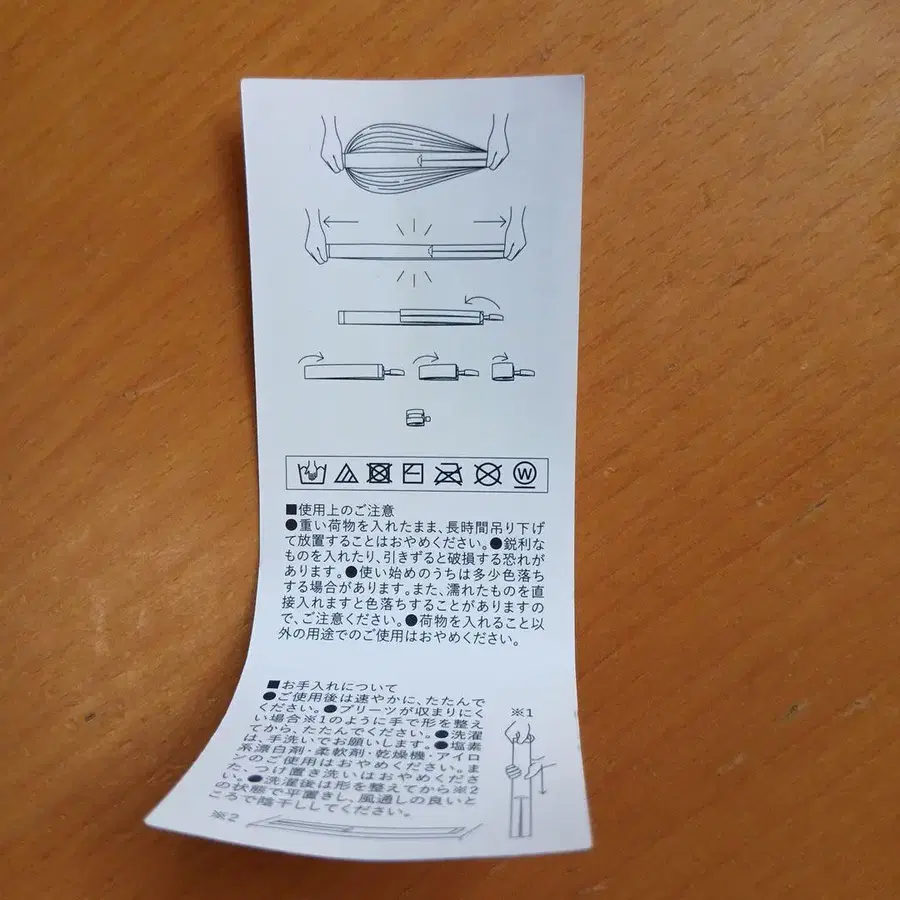 W
■使用上のご注意
●重い荷物を入れたまま、長時間吊り下げ
て放置することはおやめください。●鋭利な
ものを入れたり、引きずると破損する恐れが
あります。●使い始めのうちは多少色落ち
する場合があります。また、濡れたものを直
接入れますと色落ちすることがありますの
で、ご注意ください。●荷物を入れること以
外の用途でのご使用はおやめください。
■お手入れについて
●ご使用後は速やかに、たたんで
ください。●プリーツが収まりにく
い場合※1のように手で形を整え
てから、たたんでください。●洗濯
は、手洗いでお願いします。●塩素
系漂白剤・柔軟剤・乾燥機・アイロ
ンのご使用はおやめください。ま
た、つけ置き洗いはおやめくださ
い。●洗濯後は形を整えてから※2
の状態で平置きし、風通しの良いと
ころで陰干ししてください。
※1
※2